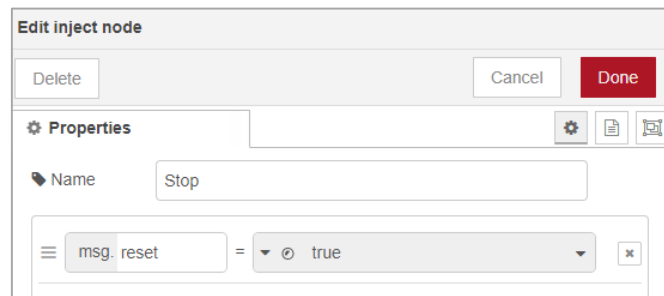 Edit inject node
Delete Cancel Done
Properties
Name Stop
msg. reset = true